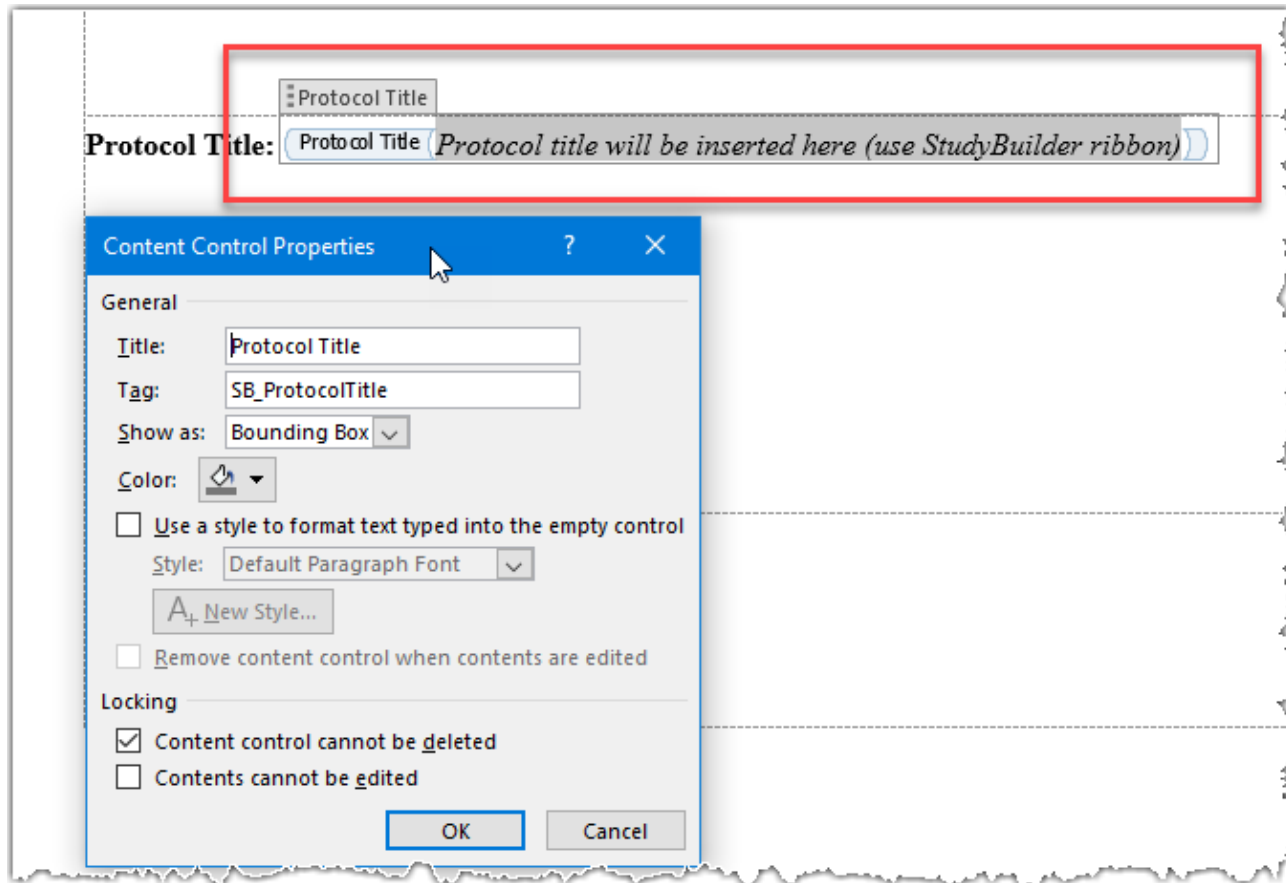 Protocol Title
Protocol Title: Protocol Title Protocol title will be inserted here (use StudyBuilder ribbon)
Content Control Properties ?
General
Title: Protocol Title
Tag: SB_ProtocolTitle
Show as: Bounding Box
Color:
Use a style to format text typed into the empty control
Style: Default Paragraph Font
A+ New Style...
Remove content control when contents are edited
Locking
Content control cannot be deleted
Contents cannot be edited
OK Cancel